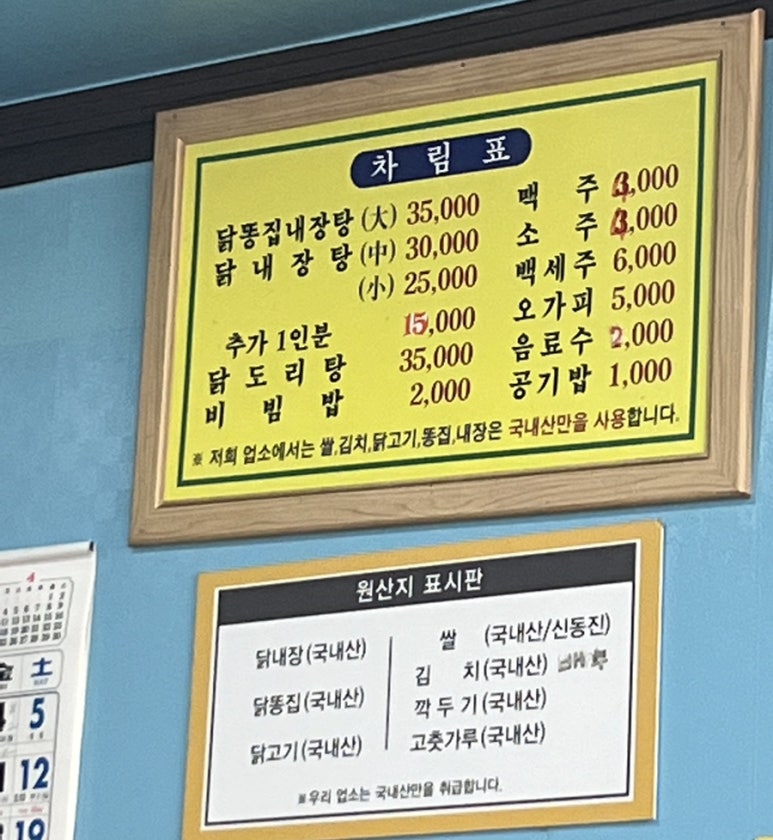 차 림 표
닭똥집내장탕 (大) 35,000
닭 내 장 탕 (中) 30,000
(小) 25,000
추가 1인분 15,000
닭 도 리 탕 35,000
비 빔 밥 2,000
맥 주 4,000
소 주 4,000
백세주 6,000
오가피 5,000
음료수 2,000
공기밥 1,000
※ 저희 업소에서는 쌀,김치,닭고기,똥집,내장은 국내산만을 사용합니다.
원산지 표시판
닭내장(국내산)
닭똥집(국내산)
닭고기(국내산)
쌀 (국내산/신동진)
김 치(국내산)
깍 두 기(국내산)
고춧가루(국내산)
※우리 업소는 국내산만을 취급합니다.
金 土
5
12
19